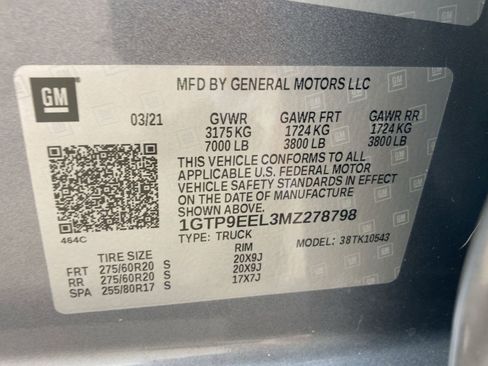 GM
MFD BY GENERAL MOTORS LLC
03/21 GVWR GAWR FRT GAWR RR
3175 KG 1724 KG 1724 KG
7000 LB 3800 LB 3800 LB
THIS VEHICLE CONFORMS TO ALL
APPLICABLE U.S. FEDERAL MOTOR
VEHICLE SAFETY STANDARDS IN EFFECT
ON THE DATE OF MANUFACTURE SHOWN ABOVE.
1GTP9EEL3MZ278798
464C TYPE: TRUCK MODEL: 38TK10543
TIRE SIZE RIM
FRT 275/60R20 S 20X9J
RR 275/60R20 S 20X9J
SPA 255/80R17 S 17X7J